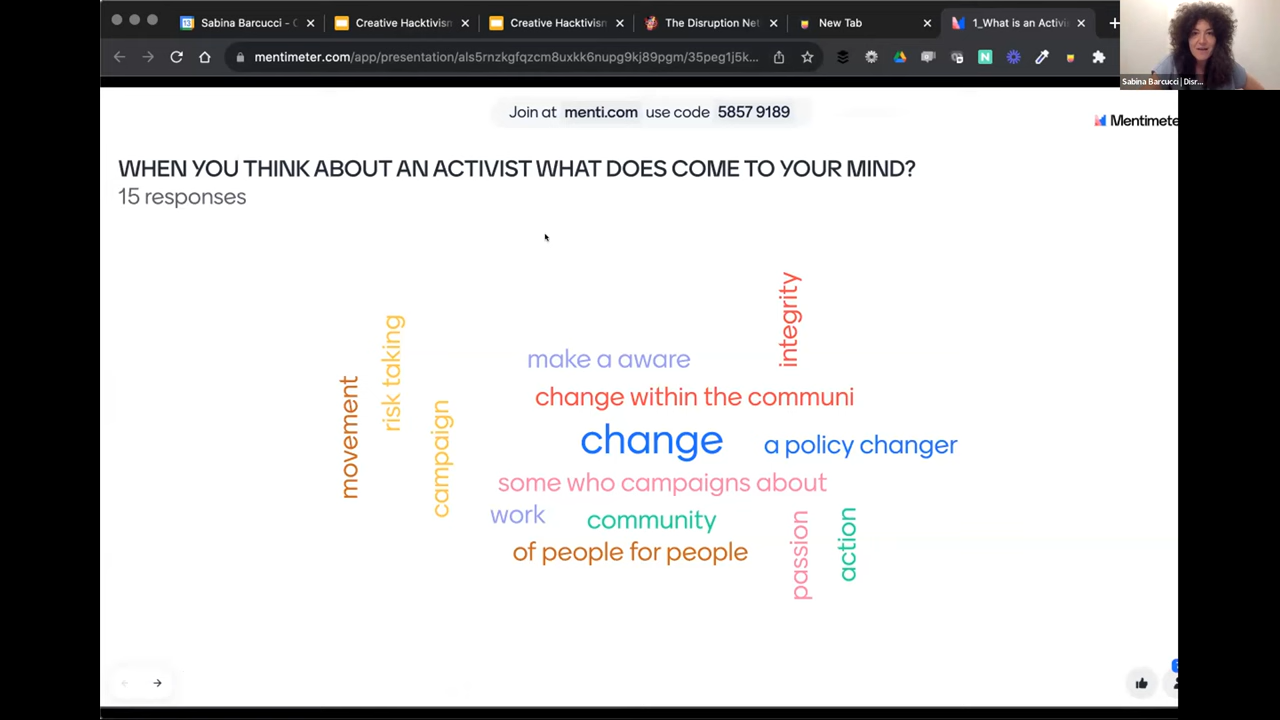 Sabina Barcucci – C
Creative Hacktivism
Creative Hacktivism
The Disruption Net
New Tab
1_What is an Activi
mentimeter.com/app/presentation/als5rnzkgfqzcm8uxkk6nupg9kj89pgm/35peg1j5k...
Sabina Barcucci | Disr...
Join at menti.com use code 5857 9189
Mentimete
WHEN YOU THINK ABOUT AN ACTIVIST WHAT DOES COME TO YOUR MIND?
15 responses
integrity
risk taking
make a aware
movement
change within the communi
campaign
change
a policy changer
some who campaigns about
work
community
passion
action
of people for people